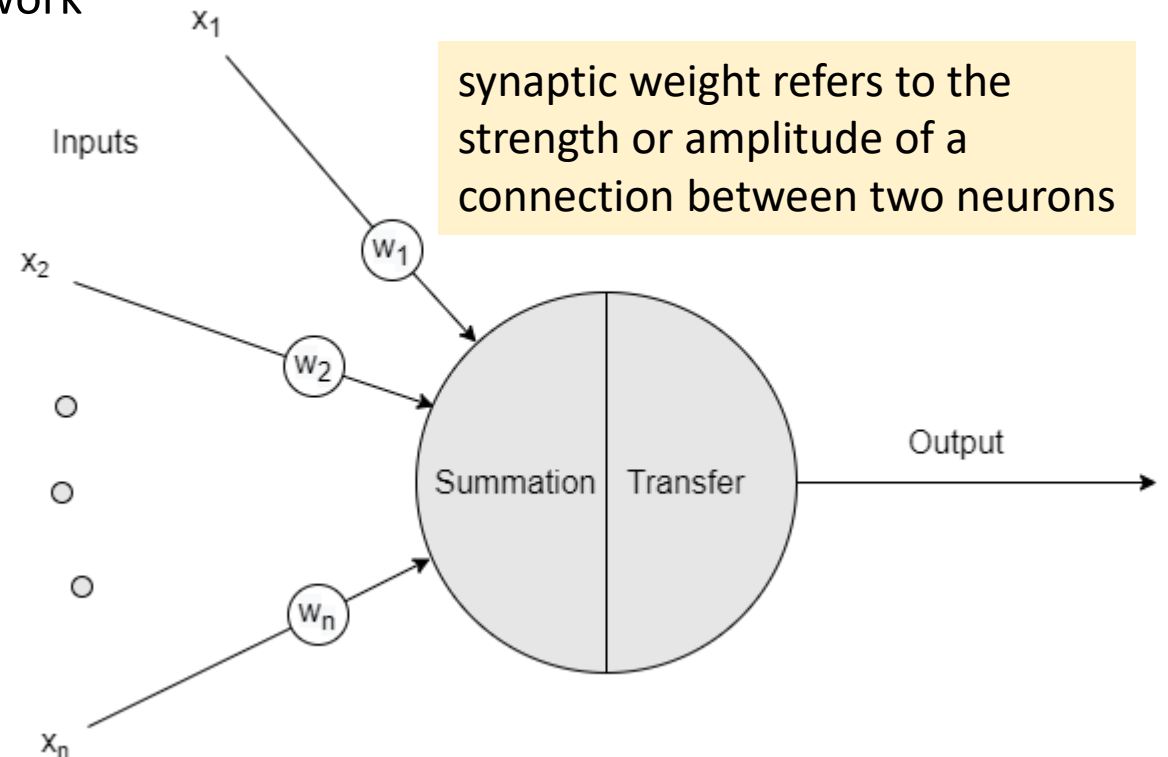 work
x1
synaptic weight refers to the
strength or amplitude of a
connection between two neurons
Inputs
w1
x2
w2
Output
Summation
Transfer
wn
xn